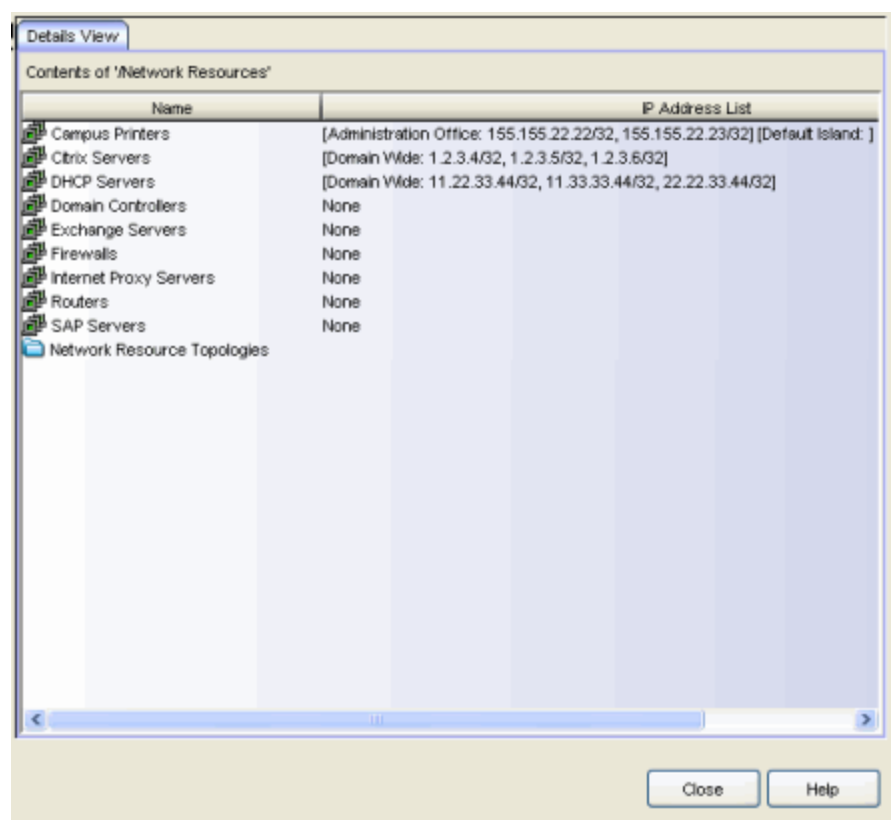 Details View
Contents of '/Network Resources'
Name IP Address List
Campus Printers [Administration Office: 155.155.22.22/32, 155.155.22.23/32] [Default Island: ]
Citrix Servers [Domain Wide: 1.2.3.4/32, 1.2.3.5/32, 1.2.3.6/32]
DHCP Servers [Domain Wide: 11.22.33.44/32, 11.33.33.44/32, 22.22.33.44/32]
Domain Controllers None
Exchange Servers None
Firewalls None
Internet Proxy Servers None
Routers None
SAP Servers None
Network Resource Topologies
Close Help